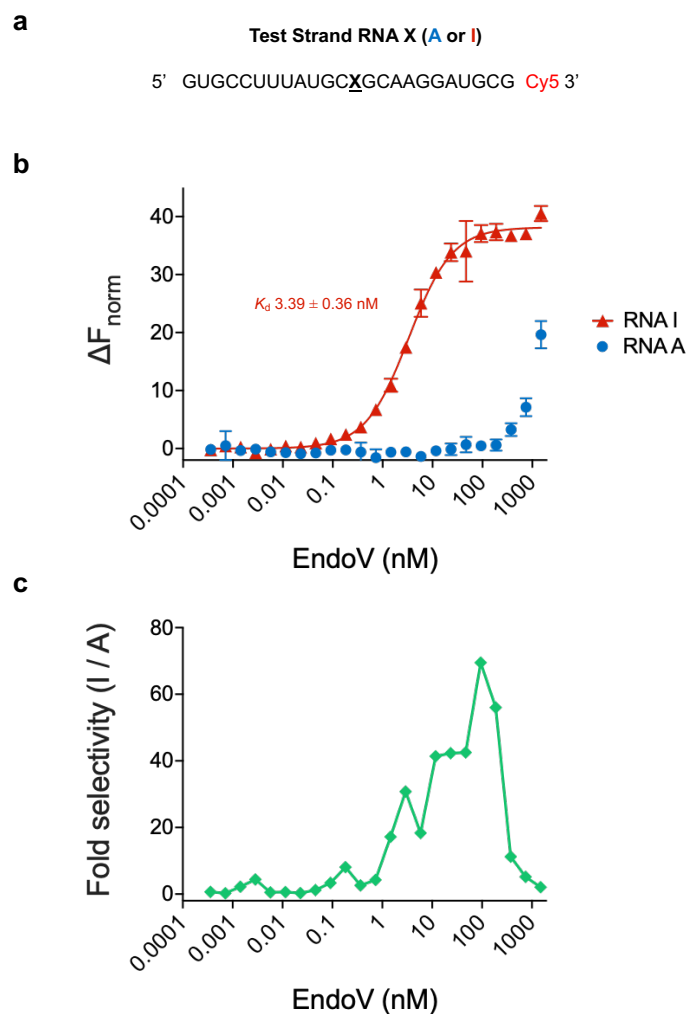 a
Test Strand RNA X (A or I)
5’ GUGCCUUUAUGCXGCAAGGAUGCG Cy5 3’
b
40
30
20
10
0
ΔFnorm
Kd 3.39 ± 0.36 nM
RNA I
RNA A
0.0001
0.001
0.01
0.1
1
10
100
1000
EndoV (nM)
c
80
60
40
20
0
Fold selectivity (I / A)
0.0001
0.001
0.01
0.1
1
10
100
1000
EndoV (nM)